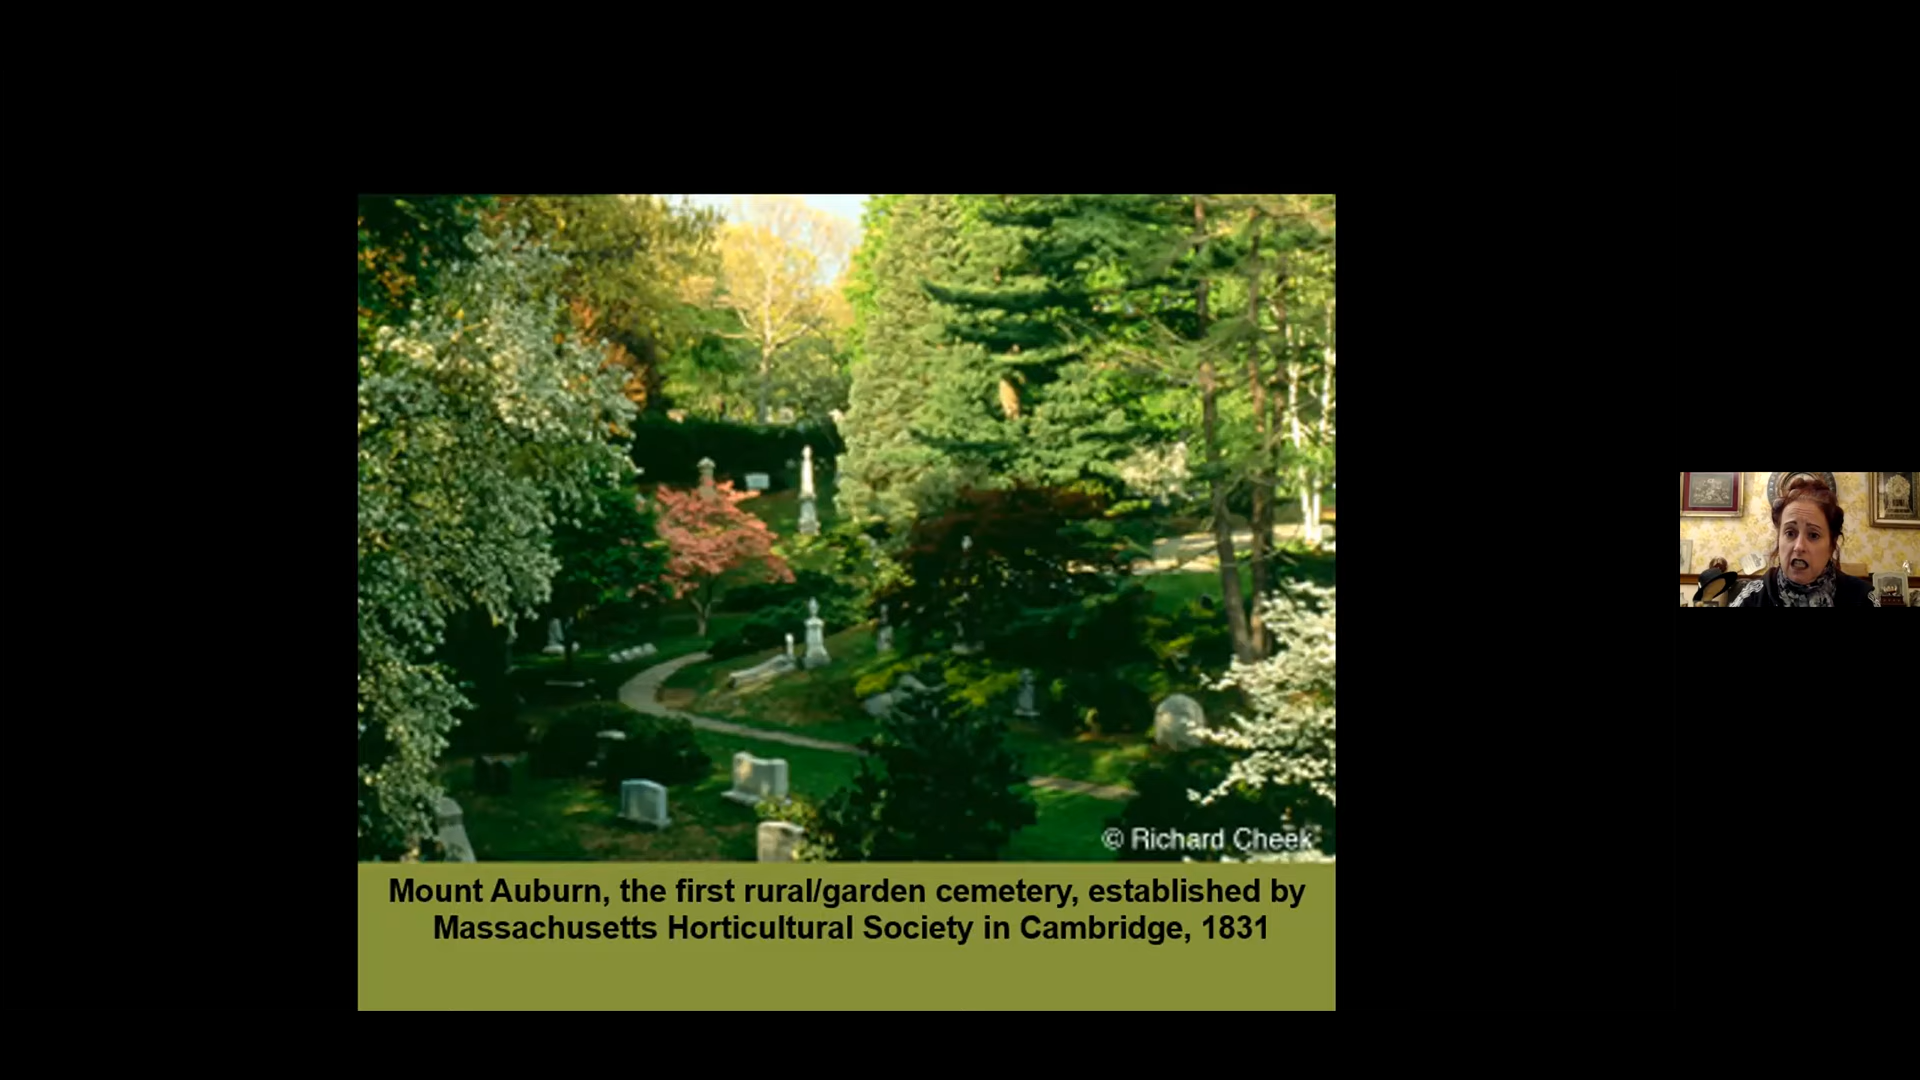 © Richard Cheek
Mount Auburn, the first rural/garden cemetery, established by
Massachusetts Horticultural Society in Cambridge, 1831